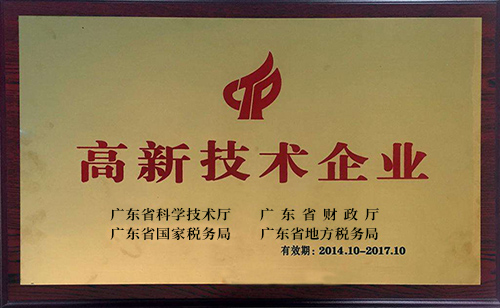 高新技术企业
广东省科学技术厅 广东省财政厅
广东省国家税务局 广东省地方税务局
有效期：2014.10-2017.10